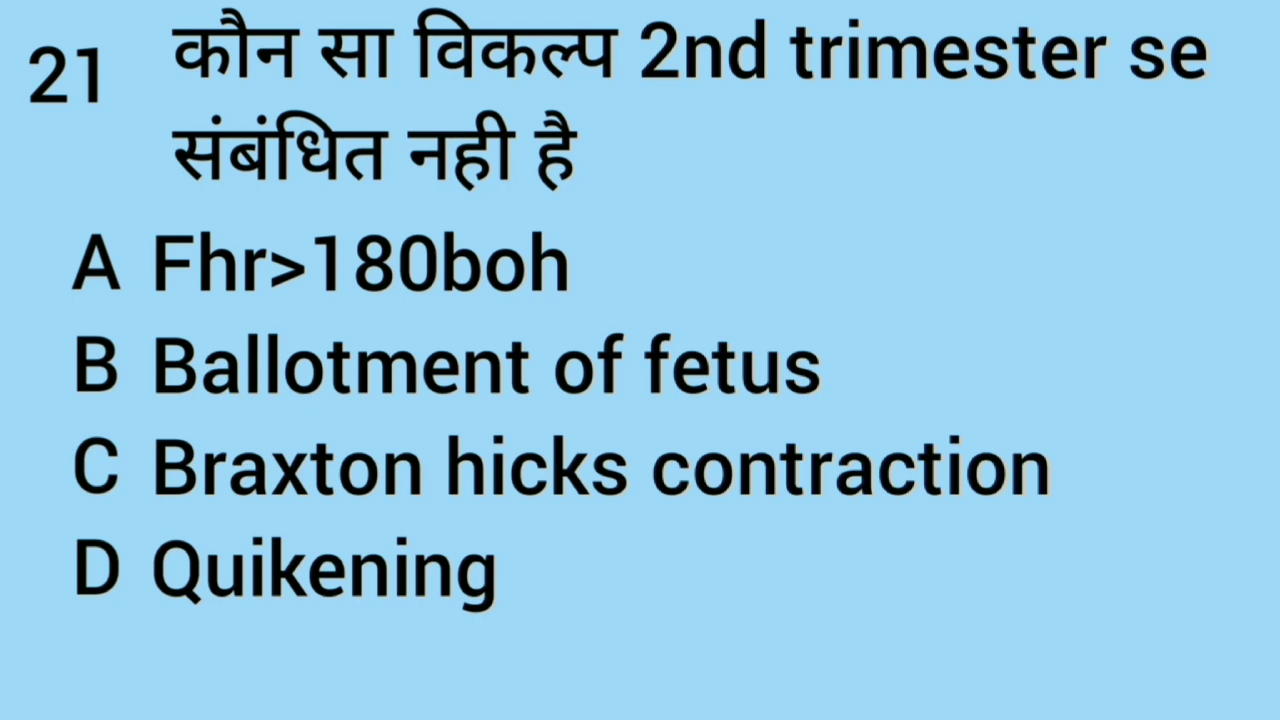 21 कौन सा विकल्प 2nd trimester se
संबंधित नही है
A Fhr>180boh
B Ballotment of fetus
C Braxton hicks contraction
D Quikening